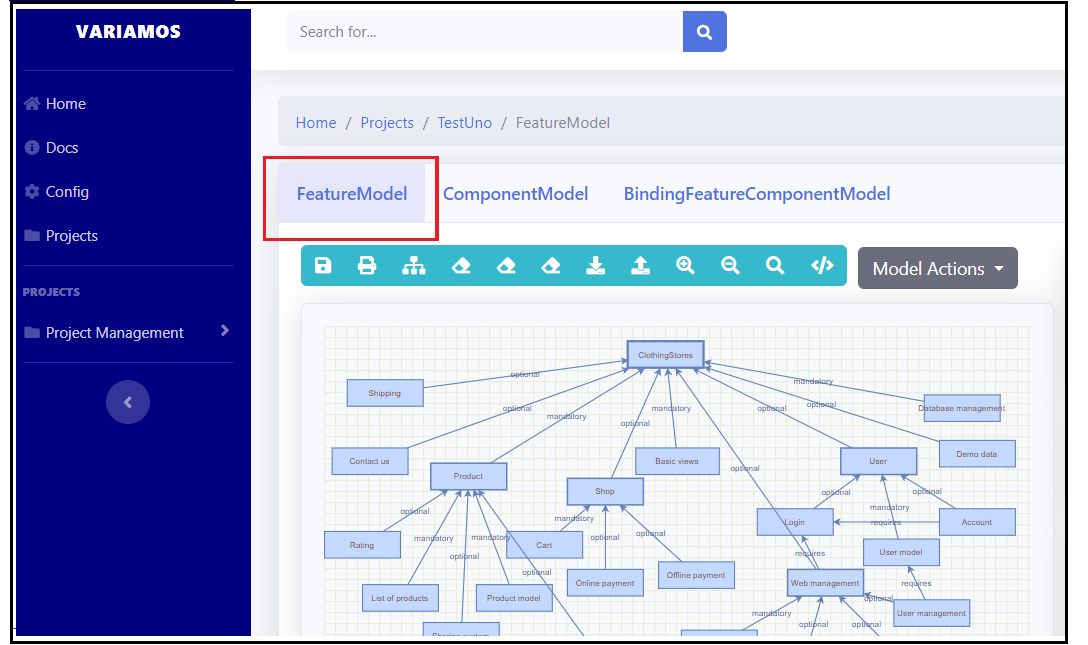 VARIAMOS
Search for...
Home
Docs
Config
Projects
PROJECTS
Project Management
Home / Projects / TestUno / FeatureModel
FeatureModel
ComponentModel
BindingFeatureComponentModel
Model Actions
ClothingStores
optional
mandatory
Shipping
optional
mandatory
mandatory
optional
optional
Database management
optional
Contact us
Basic views
optional
User
Demo data
Product
Shop
optional
optional
optional
mandatory
mandatory
Login
requires
Account
mandatory
mandatory
optional
optional
Rating
Cart
User model
optional
requires
optional
Online payment
Offline payment
Web management
requires
List of products
Product model
optional
User management
mandatory
optional
optional
Sharing system